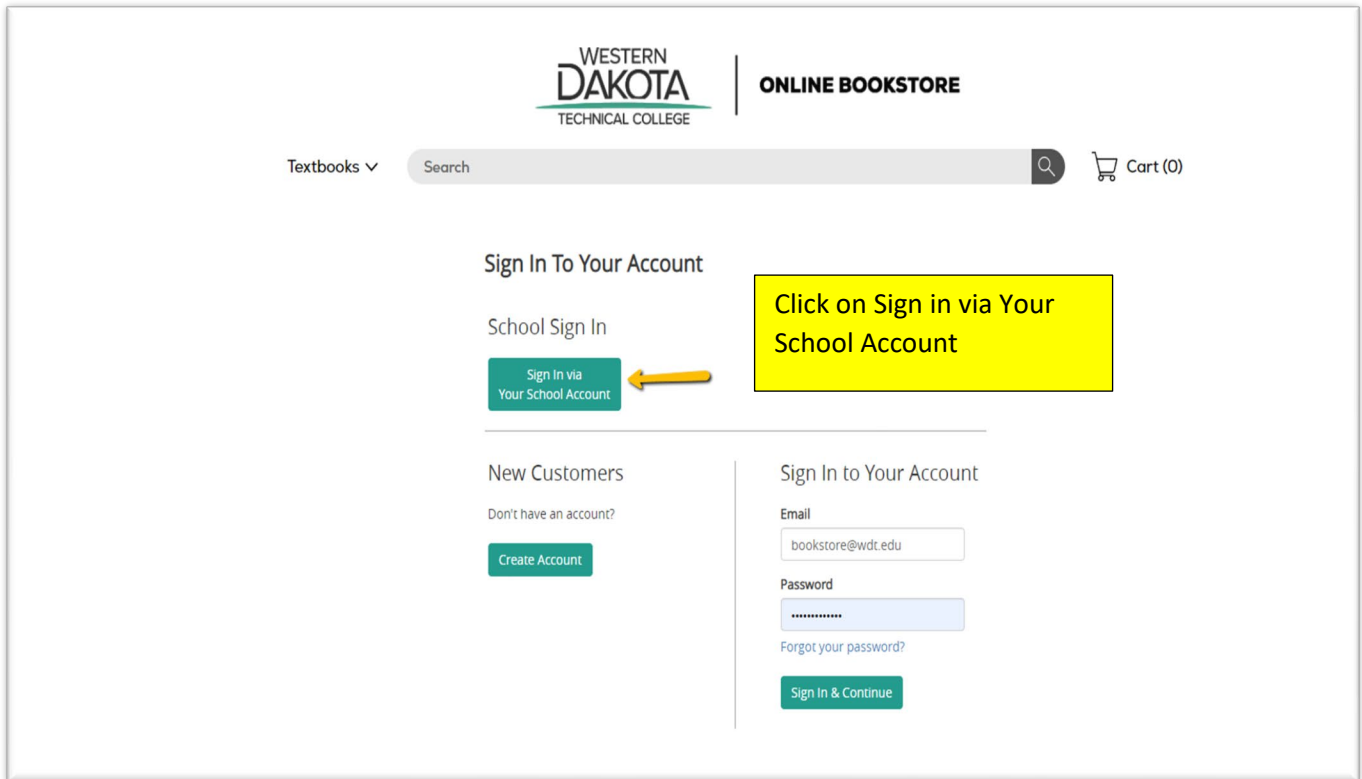 WESTERN
DAKOTA
TECHNICAL COLLEGE
ONLINE BOOKSTORE
Textbooks
Search
Cart (0)
Sign In To Your Account
School Sign In
Sign In via
Your School Account
Click on Sign in via Your
School Account
New Customers
Don't have an account?
Create Account
Sign In to Your Account
Email
bookstore@wdt.edu
Password
•••••••••••••
Forgot your password?
Sign In & Continue